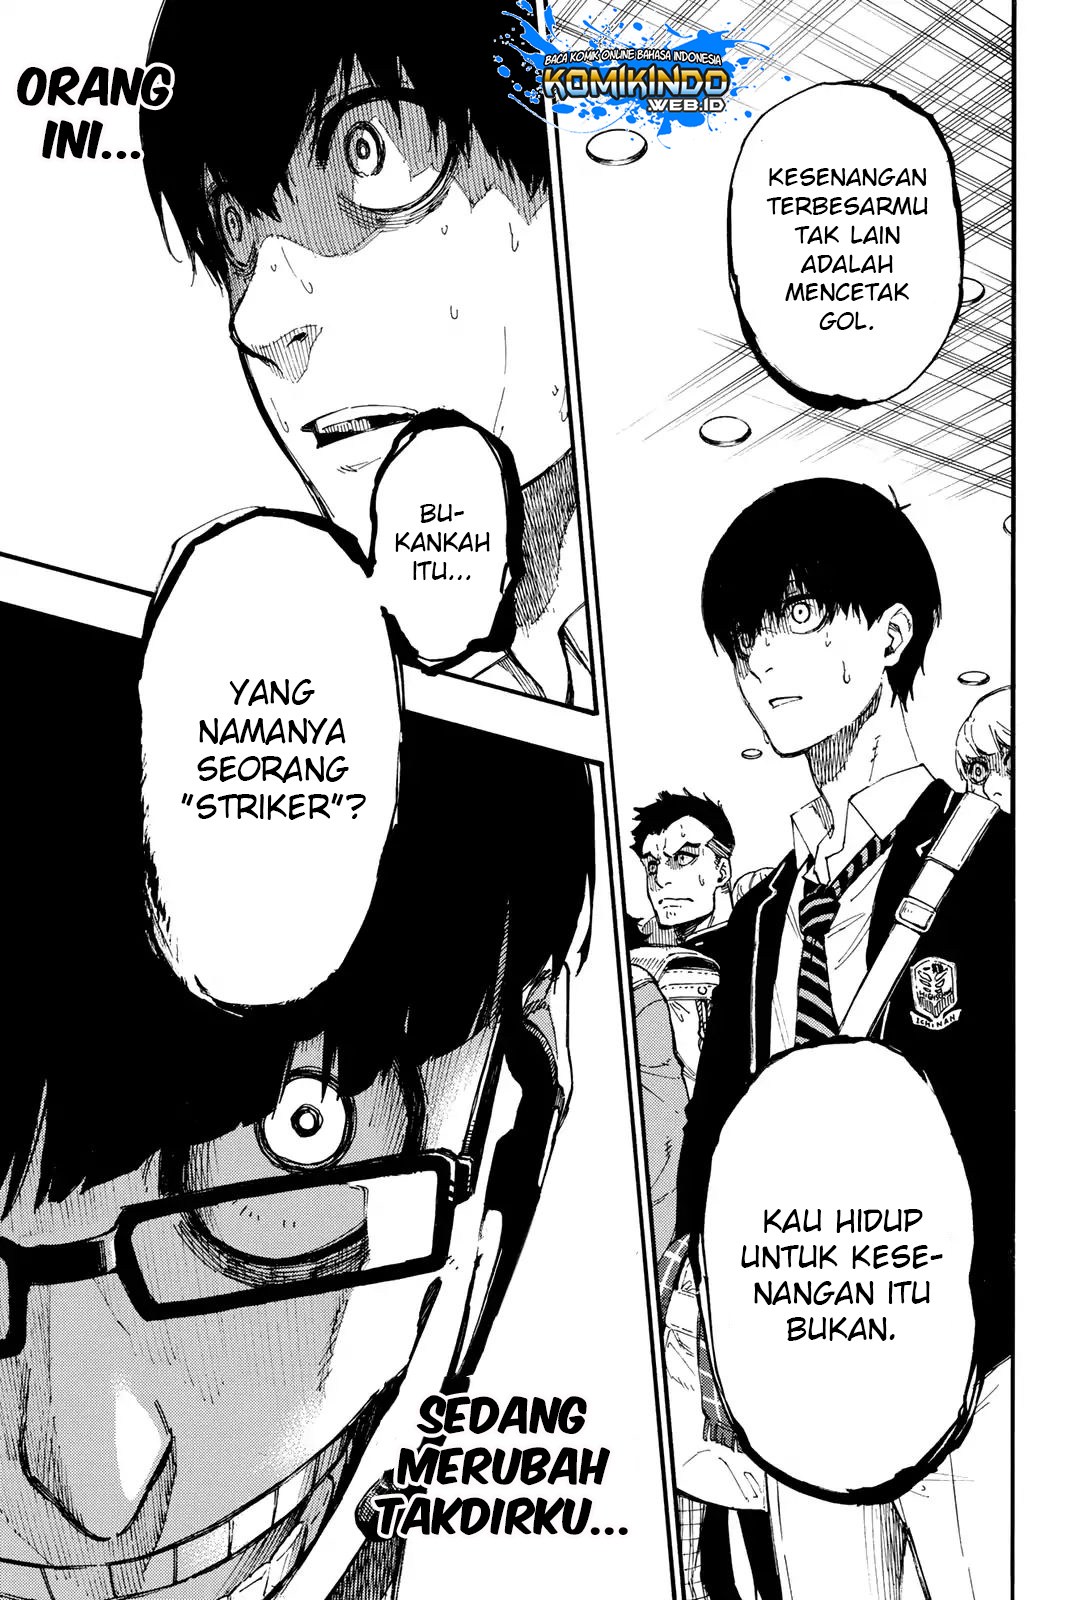 BACA KOMIK ONLINE BAHASA INDONESIA
KOMIKINDO
WEB.ID
KESENANGAN
TERBESARMU
TAK LAIN
ADALAH
MENCETAK
GOL.
KAU HIDUP
UNTUK KESE-
NANGAN ITU
BUKAN.
ICHINAN
ORANG
INI...
BU-
KANKAH
ITU...
YANG
NAMANYA
SEORANG
"STRIKER"?
SEDANG
MERUBAH
TAKDIRKU...